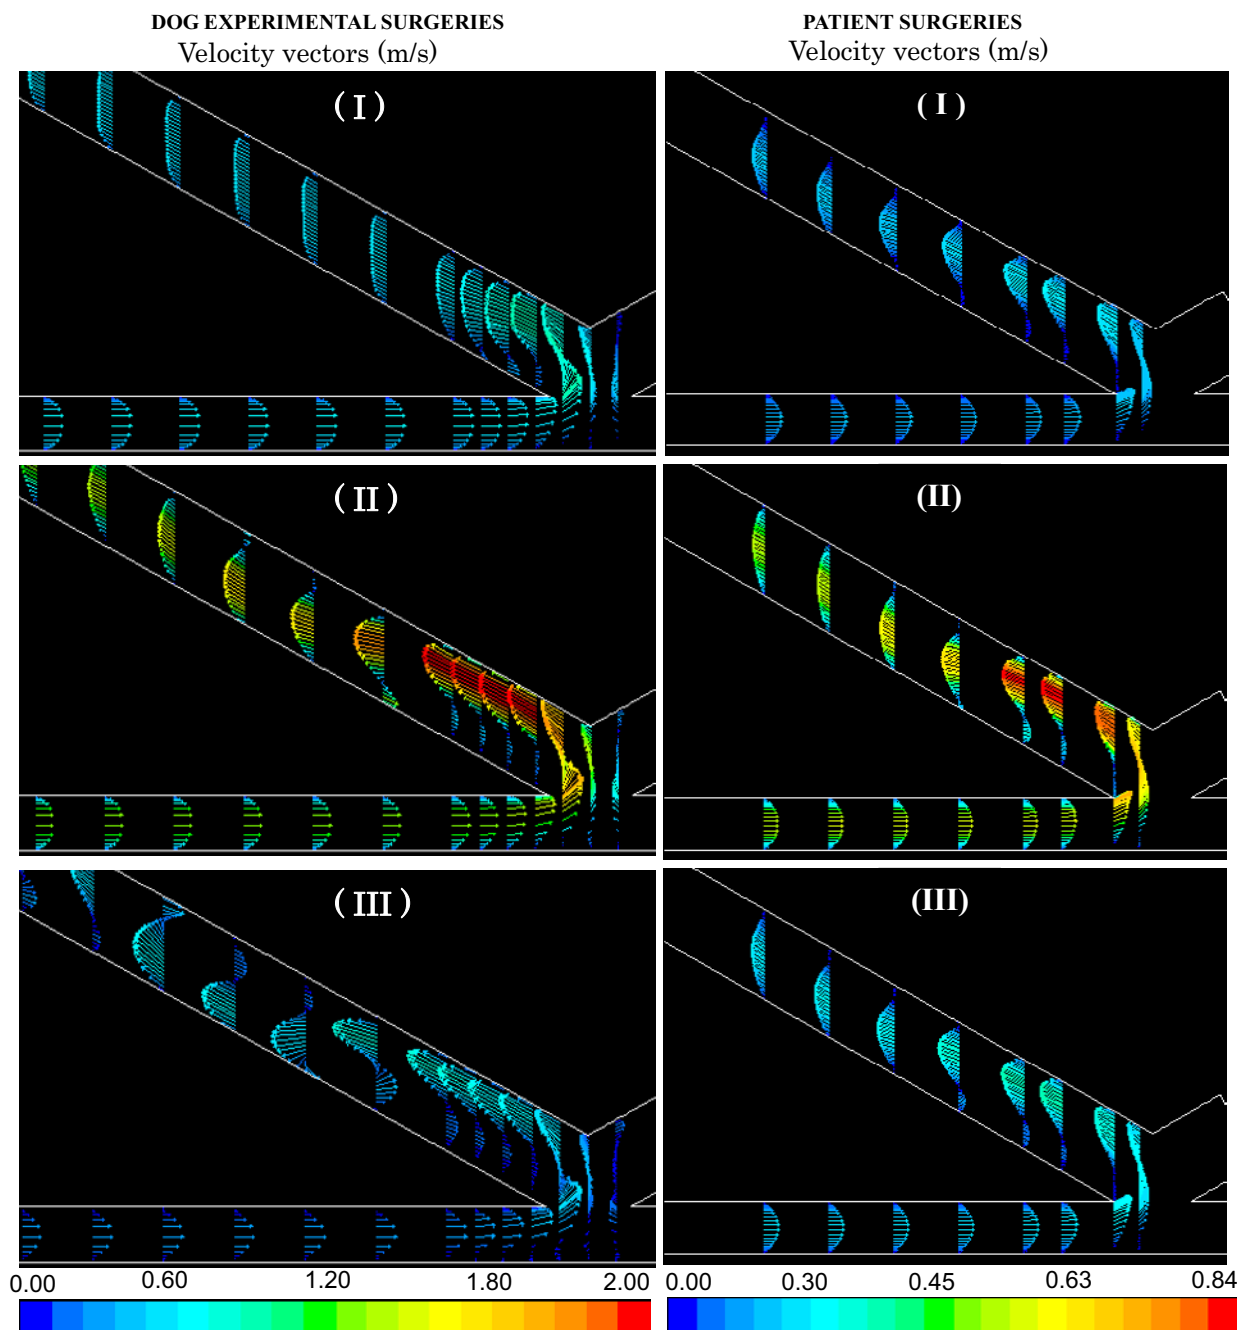 DOG EXPERIMENTAL SURGERIES
Velocity vectors (m/s)
PATIENT SURGERIES
Velocity vectors (m/s)
(I)
(I)
(II)
(II)
(III)
(III)
0.00 0.60 1.20 1.80 2.00
0.00 0.30 0.45 0.63 0.84